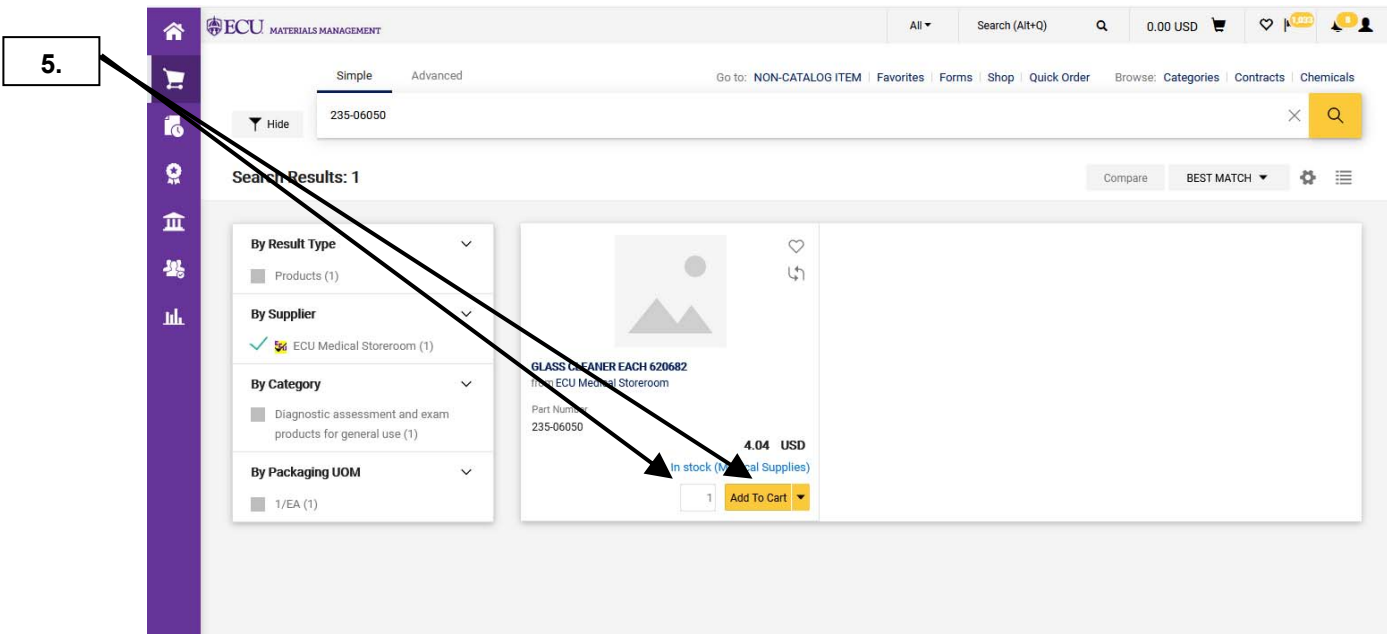 5.
ECU MATERIALS MANAGEMENT
All Search (Alt+Q) 0.00 USD 1,033 8
Simple Advanced
Go to: NON-CATALOG ITEM Favorites Forms Shop Quick Order Browse: Categories Contracts Chemicals
Hide
235-06050
Search Results: 1
Compare BEST MATCH
By Result Type
Products (1)
By Supplier
ECU Medical Storeroom (1)
By Category
Diagnostic assessment and exam
products for general use (1)
By Packaging UOM
1/EA (1)
GLASS CLEANER EACH 620682
from ECU Medical Storeroom
Part Number
235-06050
4.04 USD
In stock (Medical Supplies)
1 Add To Cart